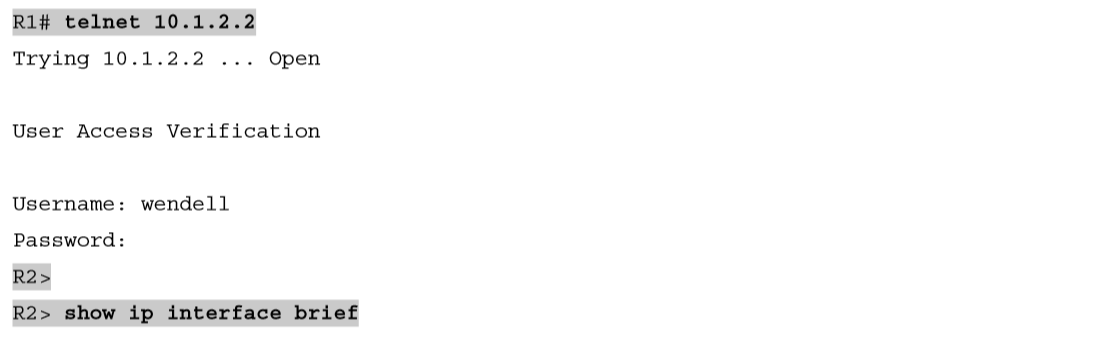 R1# telnet 10.1.2.2
Trying 10.1.2.2 ... Open
User Access Verification
Username: wendell
Password:
R2>
R2> show ip interface brief